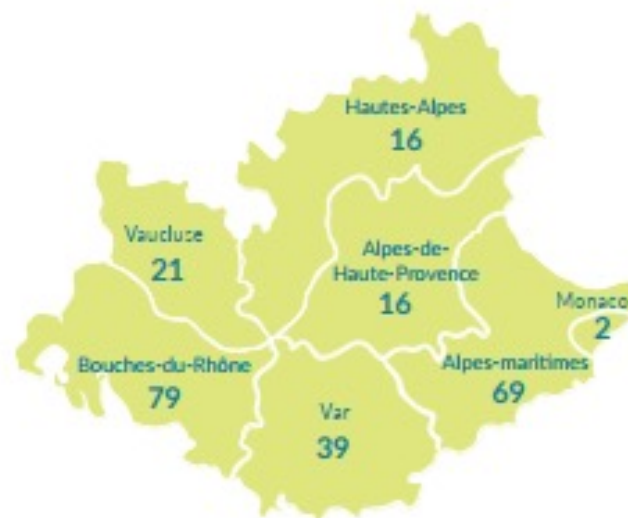 Hautes-Alpes
16
Vaucluse
21
Alpes-de-
Haute-Provence
16
Monaco
2
Bouches-du-Rhône
79
Alpes-maritimes
69
Var
39